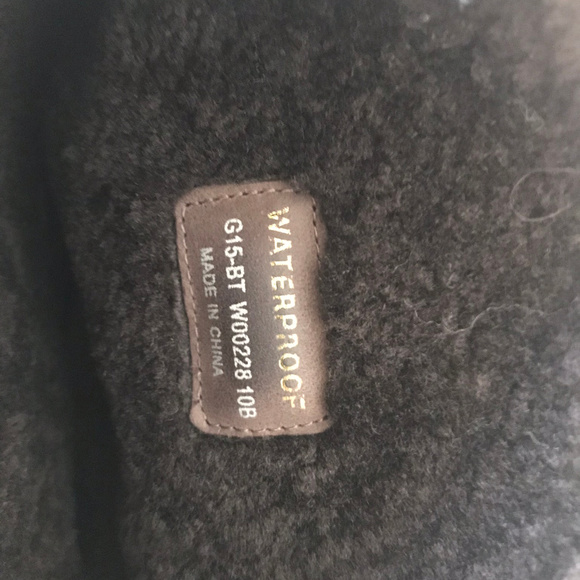 WATERPROOF
G15-BT W00228 10B
MADE IN CHINA